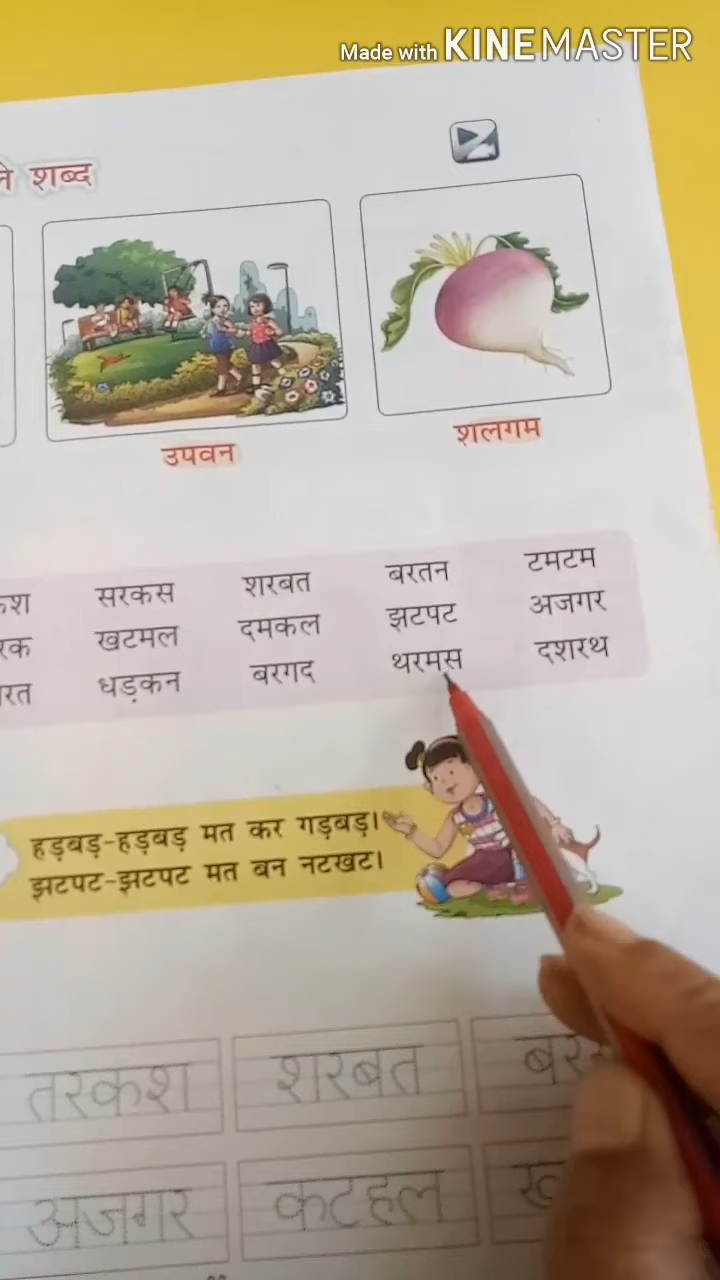 Made with KINEMASTER
शब्द
उपवन
शलगम
सरकस शरबत बरतन टमटम
खटमल दमकल झटपट अजगर
धड़कन बरगद थरमस दशरथ
हड़बड़-हड़बड़ मत कर गड़बड़।
झटपट-झटपट मत बन नटखट।
तरकश शरबत
अजगर कटहल